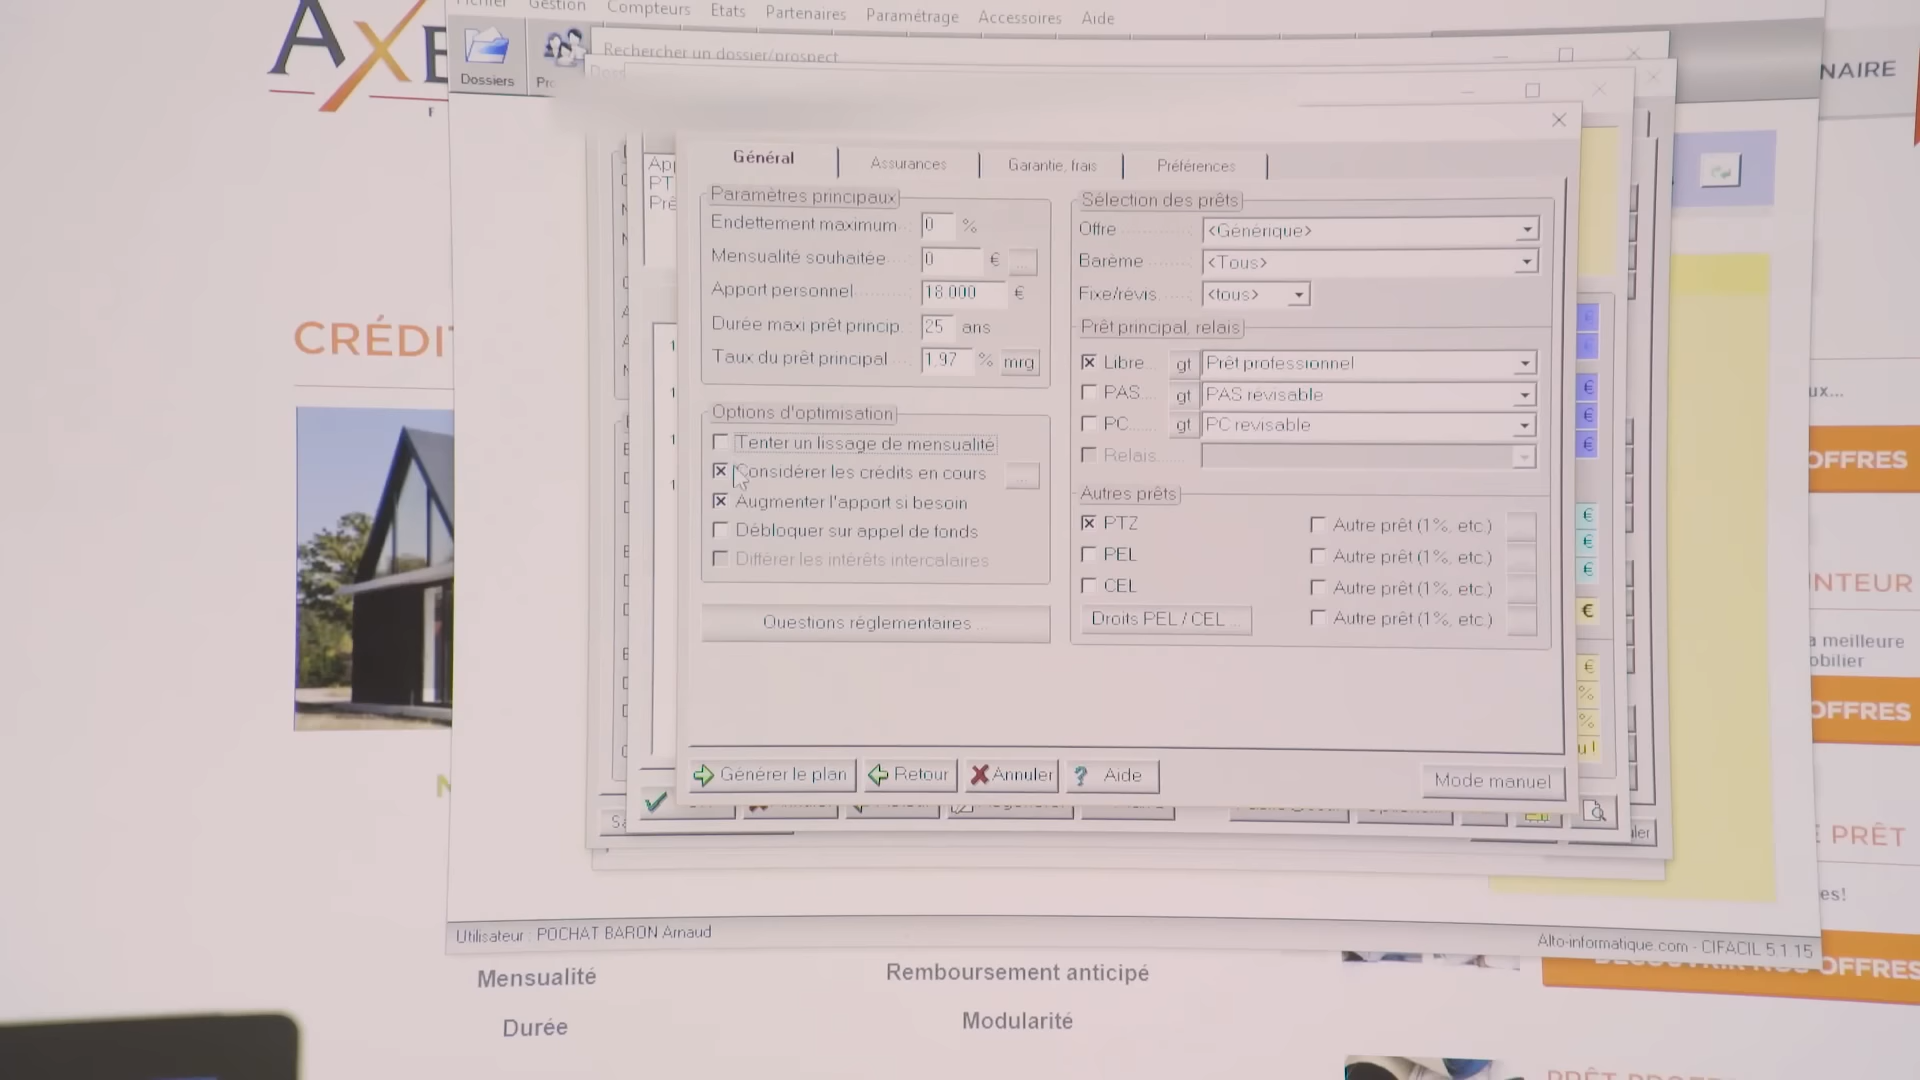 Fichier Gestion Compteurs Etats Partenaires Paramétrage Accessoires Aide
Dossiers
Rechercher un dossier/prospect
NAIRE
Général Assurances Garantie, frais Préférences
Paramètres principaux
Endettement maximum 0 %
Mensualité souhaitée 0 € ...
Apport personnel 18 000 €
Durée maxi prêt princip. 25 ans
Taux du prêt principal 1,97 % mrg
Options d'optimisation
Tenter un lissage de mensualité
Considérer les crédits en cours ...
Augmenter l'apport si besoin
Débloquer sur appel de fonds
Différer les intérêts intercalaires
Questions réglementaires ...
Sélection des prêts
Offre <Générique>
Barème <Tous>
Fixe/révis. <tous>
Prêt principal, relais
Libre... gt Prêt professionnel
PAS... gt PAS révisable
PC... gt PC révisable
Relais...
Autres prêts
PTZ Autre prêt (1%, etc.)
PEL Autre prêt (1%, etc.)
CEL Autre prêt (1%, etc.)
Droits PEL / CEL ... Autre prêt (1%, etc.)
Générer le plan Retour Annuler ? Aide Mode manuel
CRÉDI
OFFRES
NTEUR
a meilleure
obilier
OFFRES
PRÊT
es!
Utilisateur : POCHAT BARON Arnaud
Alto-informatique.com - CIFACIL 5.1.15
Mensualité
Remboursement anticipé
DÉCOUVRIR NOS OFFRES
Durée
Modularité